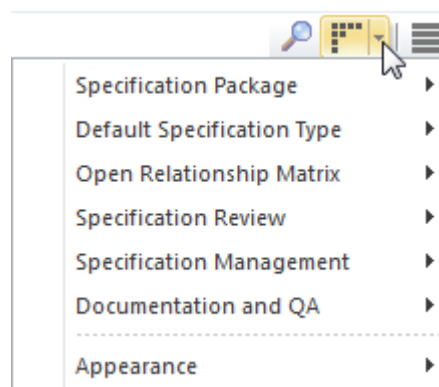 Specification Package
Default Specification Type
Open Relationship Matrix
Specification Review
Specification Management
Documentation and QA
Appearance